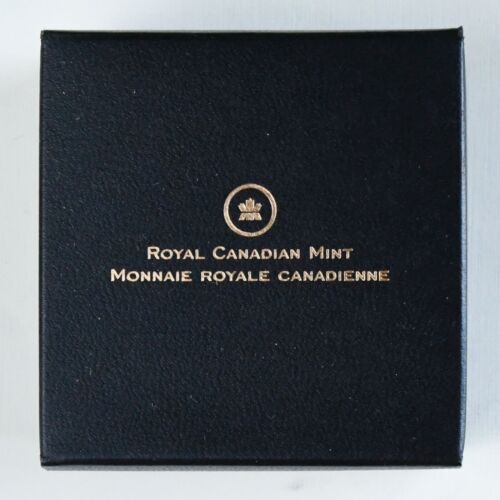 ROYAL CANADIAN MINT
MONNAIE ROYALE CANADIENNE